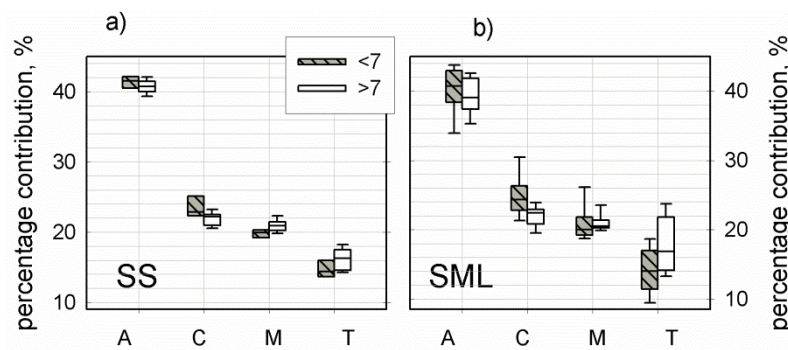 a)
b)
percentage contribution, %
40
30
20
10
<7
>7
SS
A C M T
SML
A C M T
40
30
20
10
percentage contribution, %